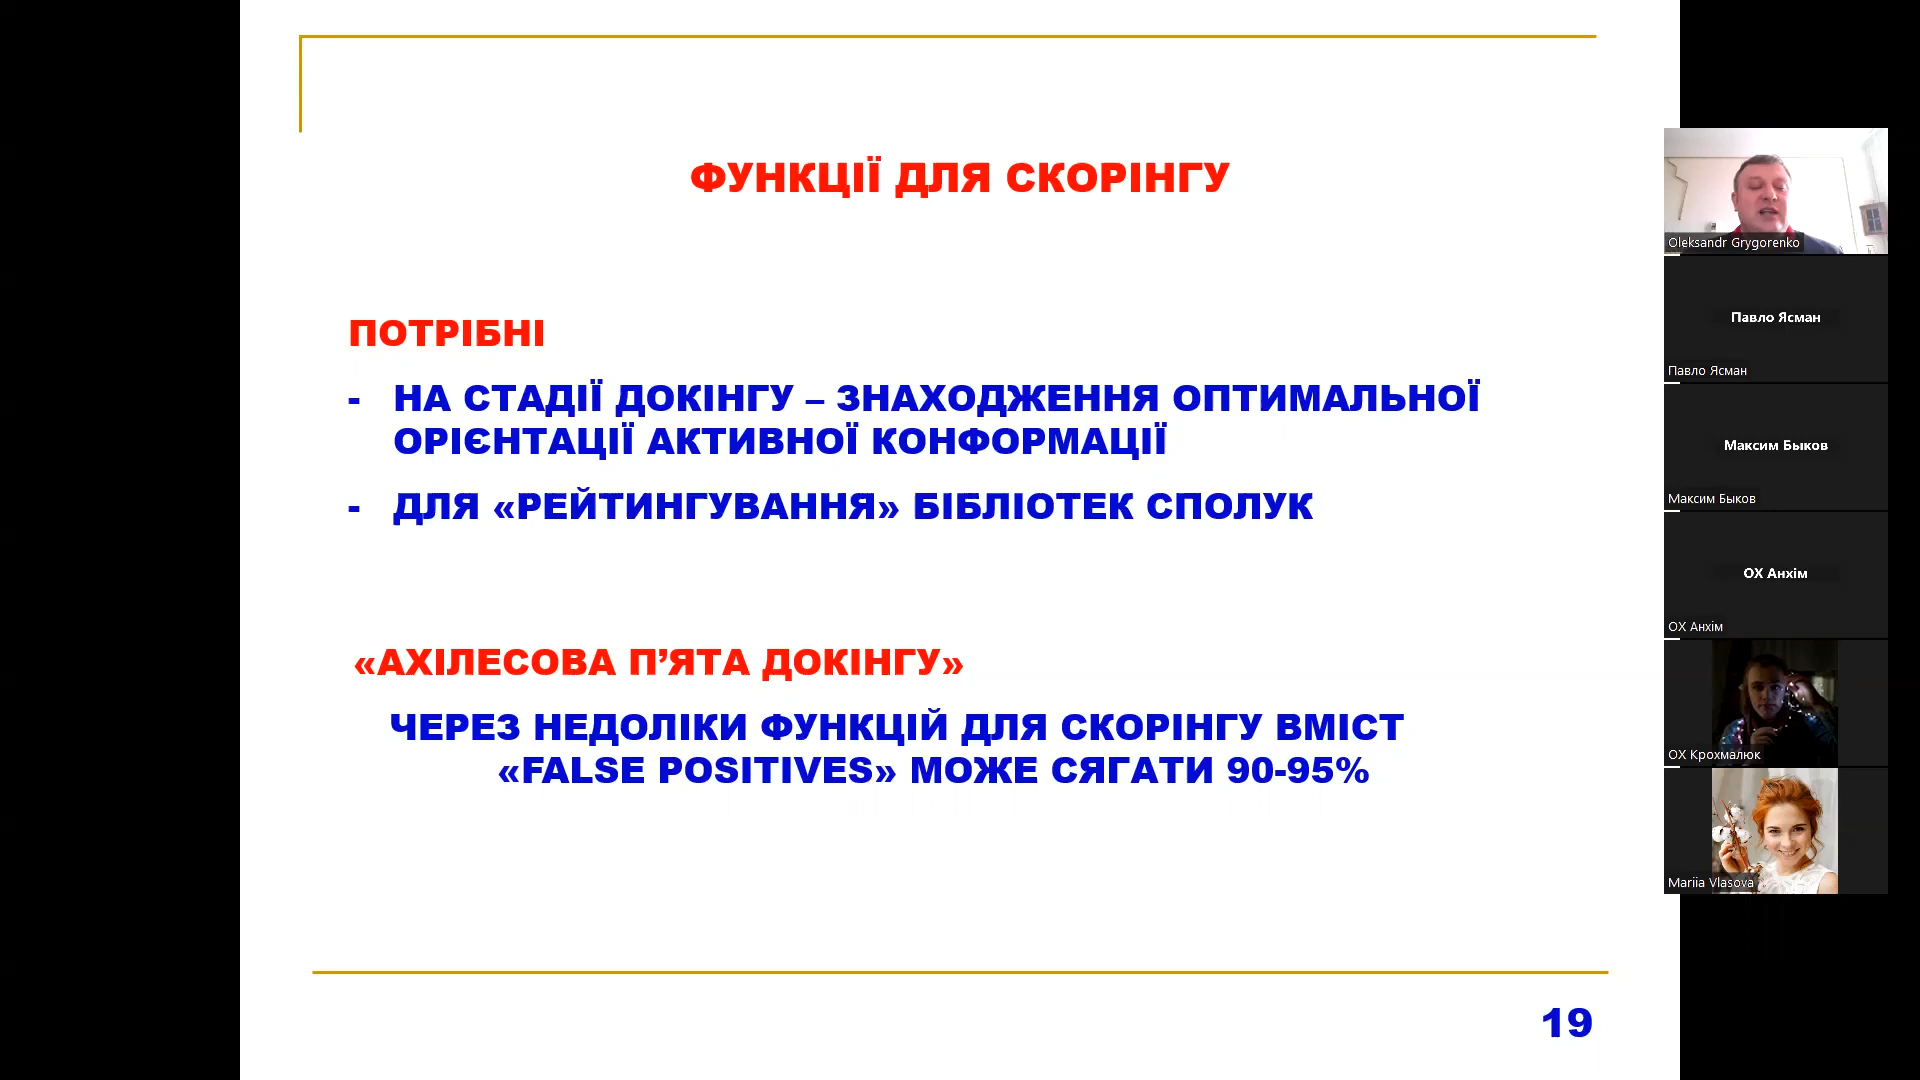 ФУНКЦІЇ ДЛЯ СКОРІНГУ
ПОТРІБНІ
- НА СТАДІЇ ДОКІНГУ – ЗНАХОДЖЕННЯ ОПТИМАЛЬНОЇ
ОРІЄНТАЦІЇ АКТИВНОЇ КОНФОРМАЦІЇ
- ДЛЯ «РЕЙТИНГУВАННЯ» БІБЛІОТЕК СПОЛУК
«АХІЛЕСОВА П’ЯТА ДОКІНГУ»
ЧЕРЕЗ НЕДОЛІКИ ФУНКЦІЙ ДЛЯ СКОРІНГУ ВМІСТ
«FALSE POSITIVES» МОЖЕ СЯГАТИ 90-95%
19
Oleksandr Grygorenko
Павло Ясман
Павло Ясман
Максим Быков
Максим Быков
ОХ Анхім
ОХ Анхім
ОХ Крохмалюк
Mariia Vlasova